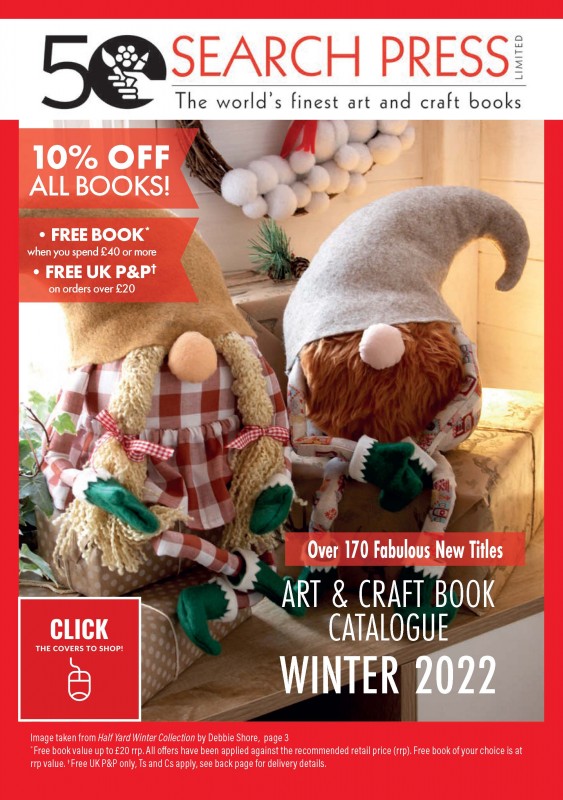 50 SEARCH PRESS LIMITED
The world's finest art and craft books
10% OFF
ALL BOOKS!
• FREE BOOK*
when you spend £40 or more
• FREE UK P&P†
on orders over £20
Over 170 Fabulous New Titles
ART & CRAFT BOOK
CATALOGUE
WINTER 2022
CLICK
THE COVERS TO SHOP!
Image taken from Half Yard Winter Collection by Debbie Shore, page 3
*Free book value up to £20 rrp. All offers have been applied against the recommended retail price (rrp). Free book of your choice is at
rrp value. †Free UK P&P only, Ts and Cs apply, see back page for delivery details.